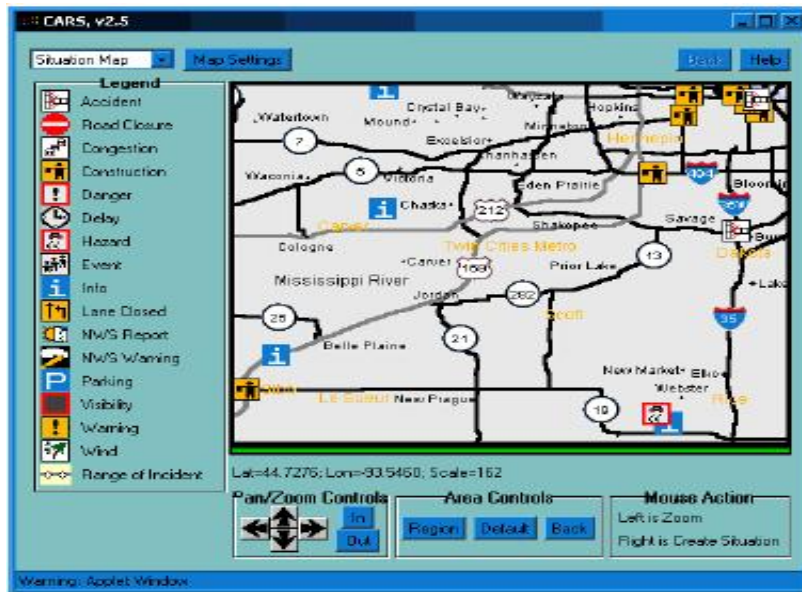 CARS, v2.5
Situation Map
Map Settings
Back
Help
Legend
Accident
Road Closure
Congestion
Construction
Danger
Delay
Hazard
Event
Info
Lane Closed
NWS Report
NWS Warning
Parking
Visibility
Warning
Wind
Range of Incident
Crystal Bay
Hopkins
Watertown
Mound
Excelsior
Hennepin
7
Chanhassen
Waconia
5
Victoria
494
Eden Prairie
Chaska
212
Carver
Shakopee
Savage
Cologne
Twin Cities Metro
Dakota
Carver
169
Prior Lake
13
Mississippi River
Jordan
282
Scott
25
21
35
Belle Plaine
New Market
Elko
Webster
Le Sueur
New Prague
19
Rice
Lat=44.7276; Lon=-93.5460; Scale=162
Pan/Zoom Controls
In
Out
Area Controls
Region
Default
Back
Mouse Action
Left is Zoom
Right is Create Situation
Warning: Applet Window